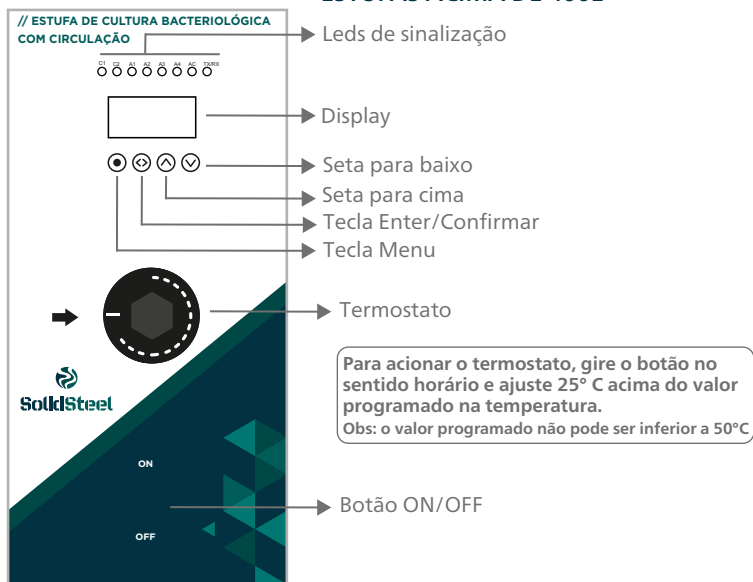 // ESTUFA DE CULTURA BACTERIOLÓGICA
COM CIRCULAÇÃO
Leds de sinalização
C1 C2 A1 A2 A3 A4 AC TX/RX
Display
Seta para baixo
Seta para cima
Tecla Enter/Confirmar
Tecla Menu
Termostato
Para acionar o termostato, gire o botão no
sentido horário e ajuste 25° C acima do valor
programado na temperatura.
Obs: o valor programado não pode ser inferior a 50°C
SolidSteel
ON
Botão ON/OFF
OFF